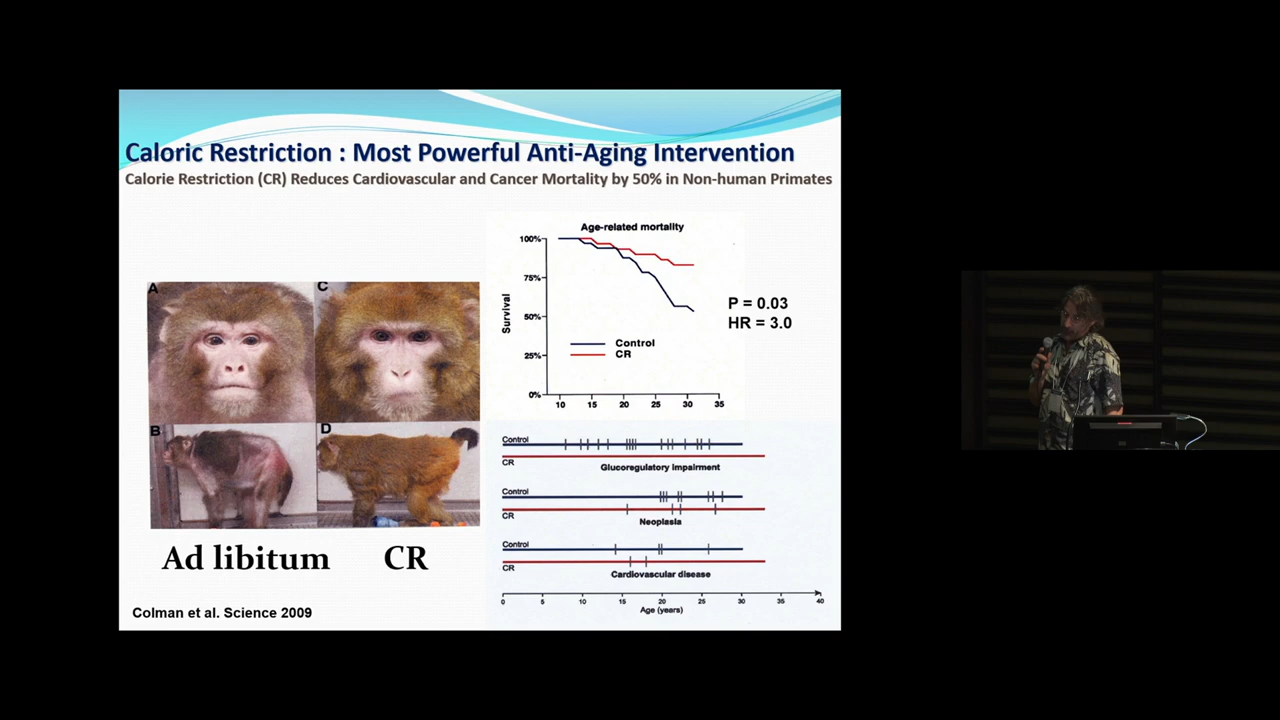 Caloric Restriction : Most Powerful Anti-Aging Intervention
Calorie Restriction (CR) Reduces Cardiovascular and Cancer Mortality by 50% in Non-human Primates
A
C
B
D
Ad libitum
CR
Colman et al. Science 2009
Age-related mortality
100%
75%
50%
25%
0%
Survival
Control
CR
10 15 20 25 30 35
P = 0.03
HR = 3.0
Control
CR
Glucoregulatory impairment
Control
CR
Neoplasia
Control
CR
Cardiovascular disease
0 5 10 15 20 25 30 35 40
Age (years)